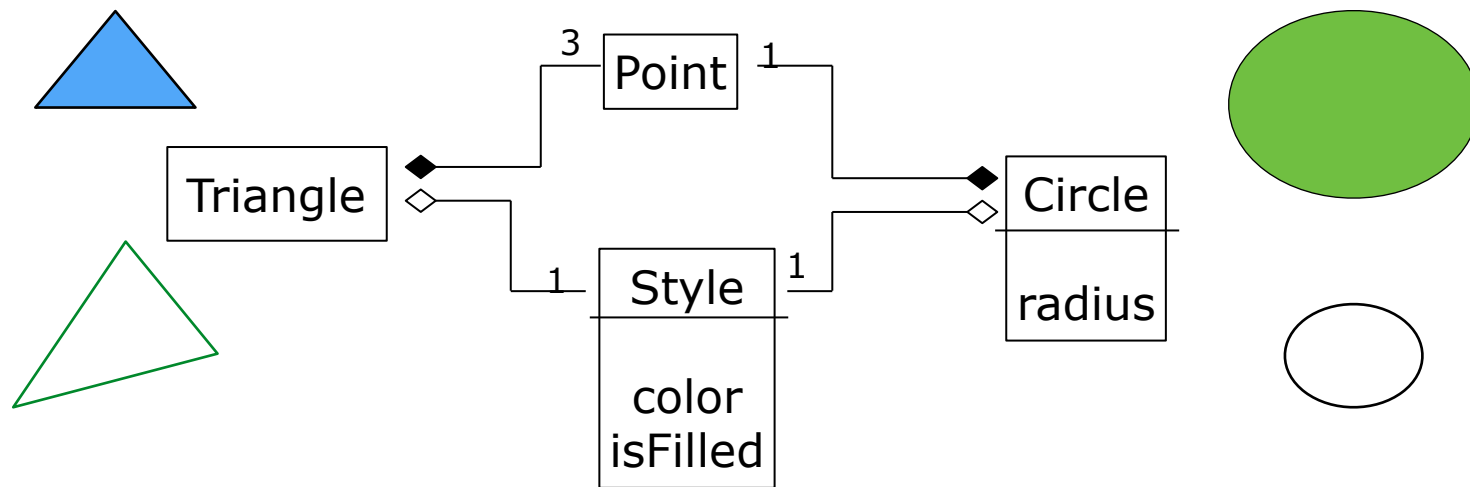 3
Point
1
Triangle
Circle
radius
1
Style
1
color
isFilled